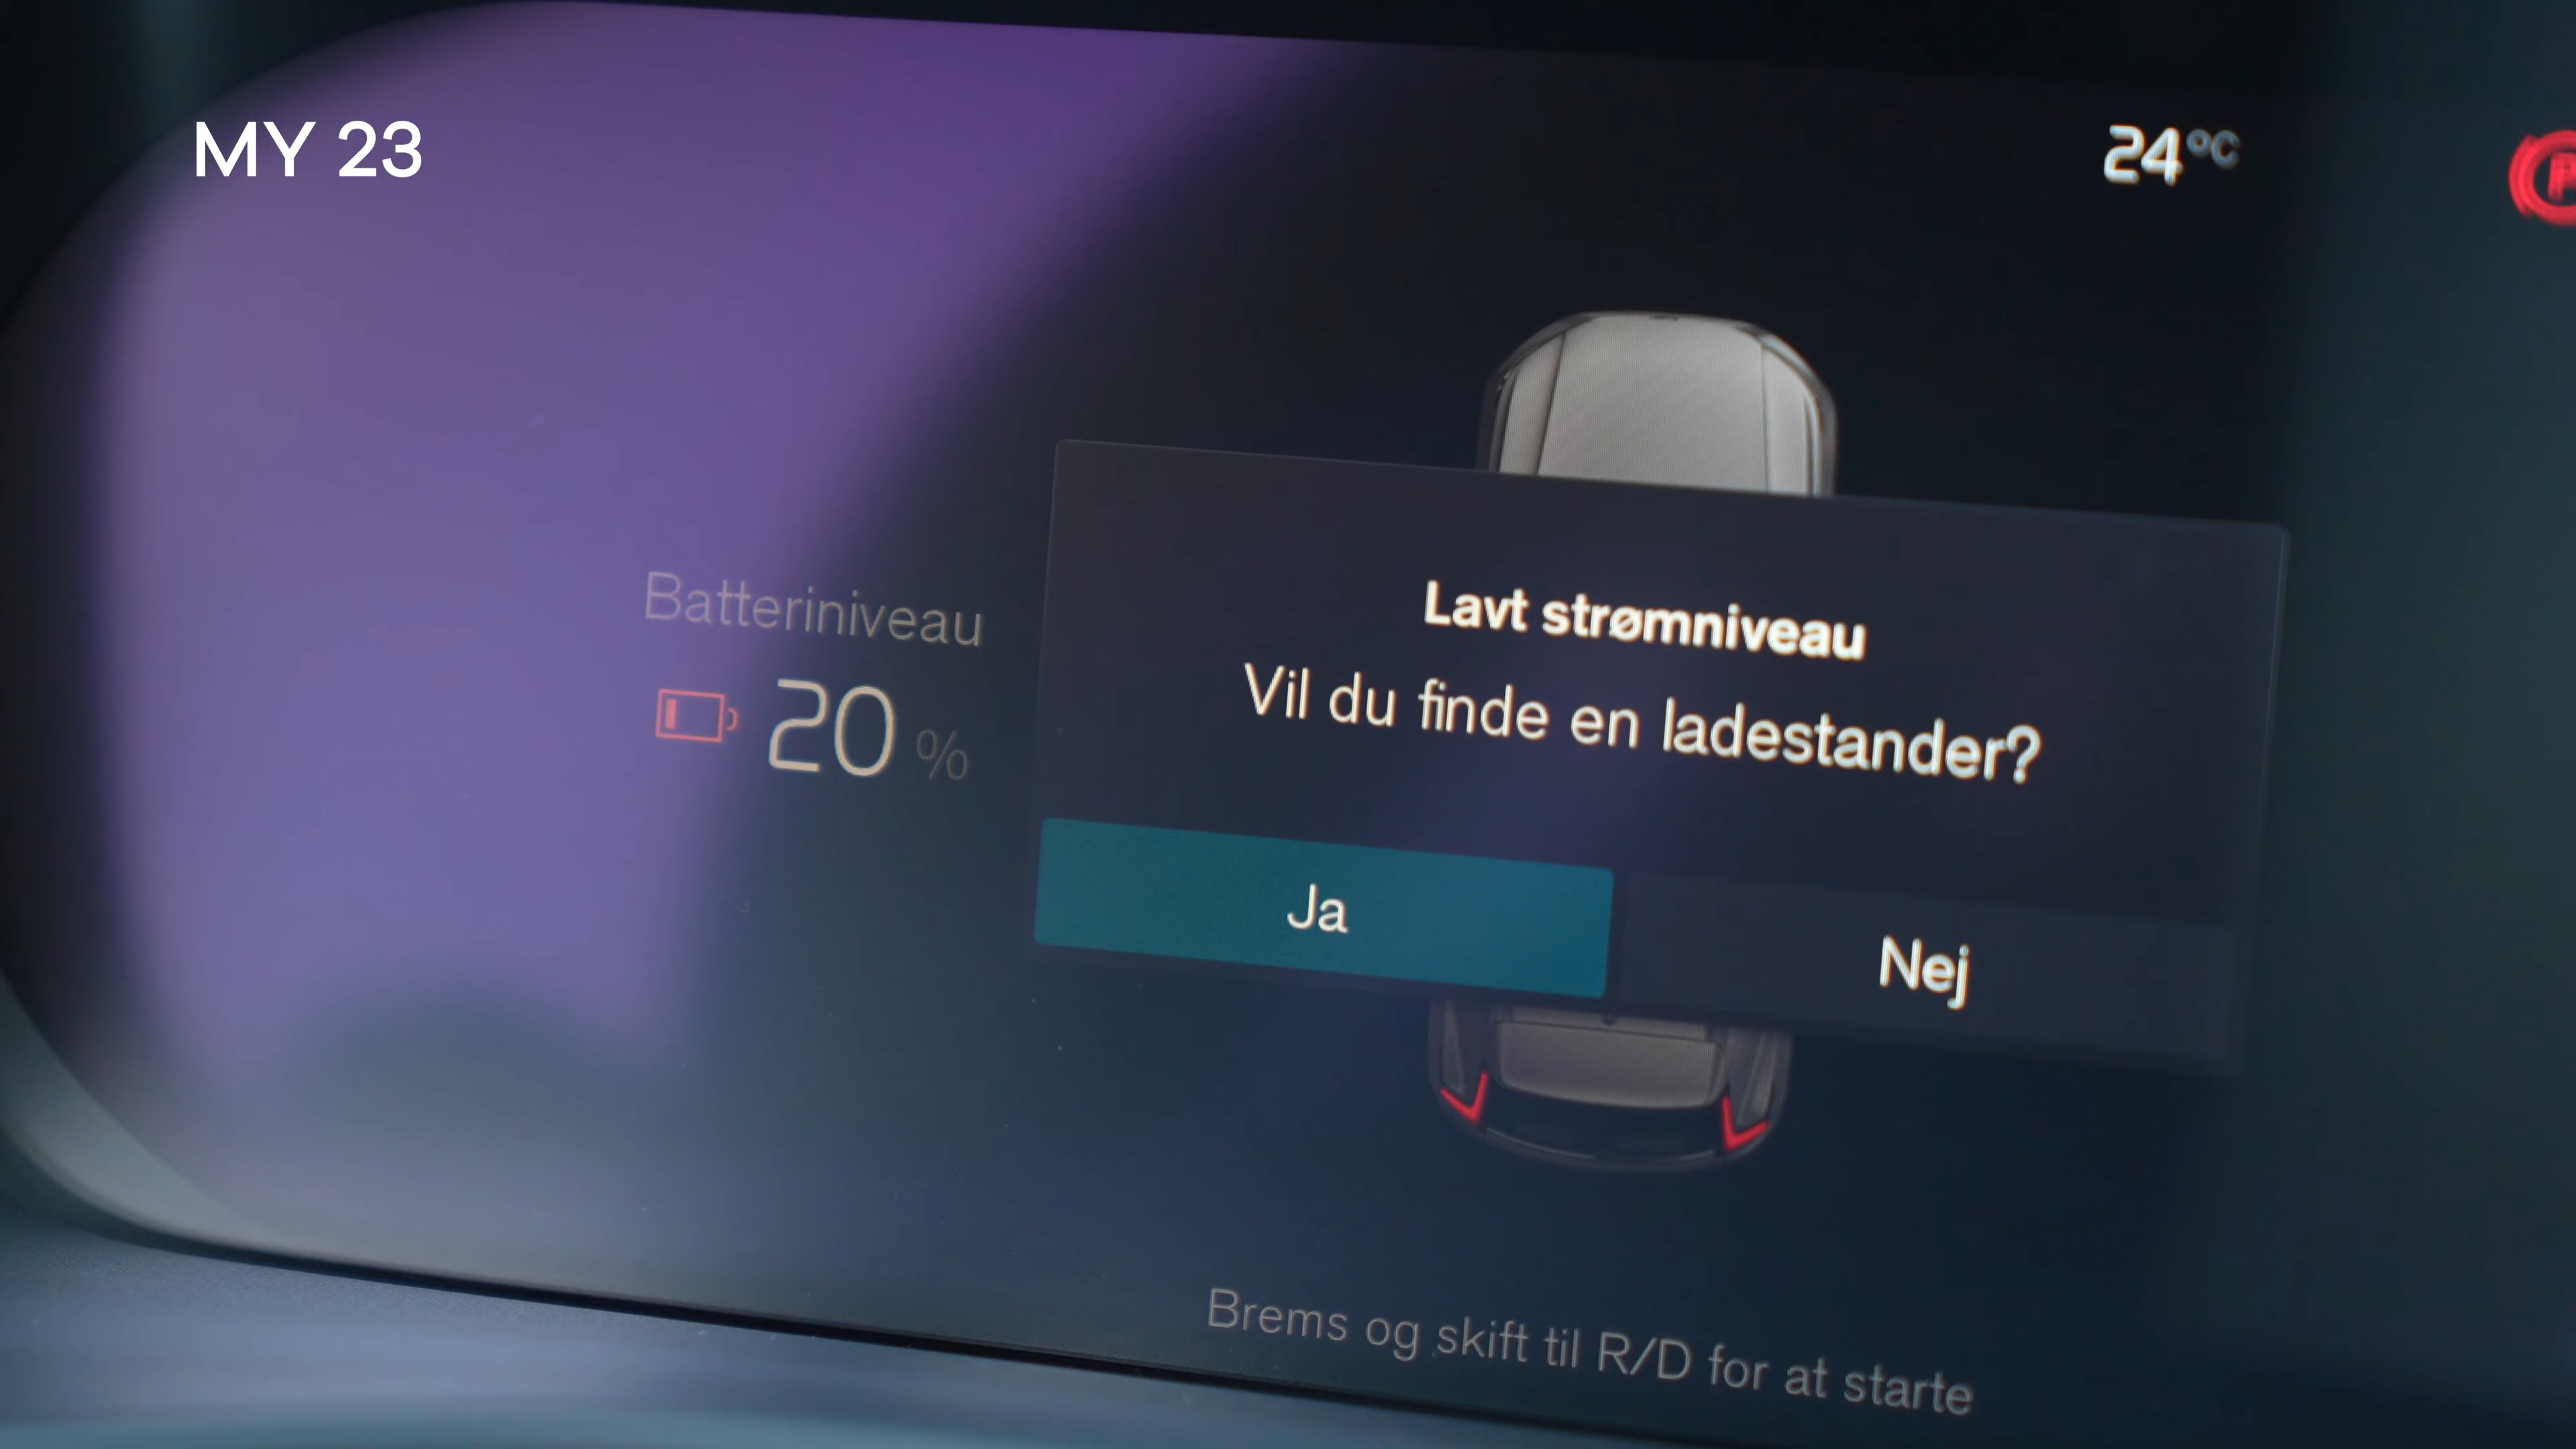 MY 23
24°C
P
Batteriniveau
20 %
Lavt strømniveau
Vil du finde en ladestander?
Ja
Nej
Brems og skift til R/D for at starte